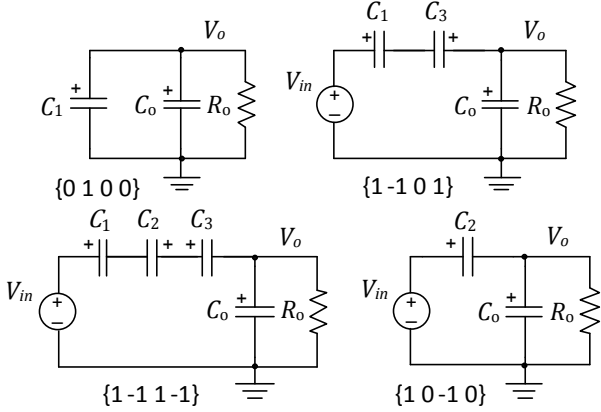 V_o
C_1
C_o
R_o
{0 1 0 0}
C_1
C_3
V_o
V_in
C_o
R_o
{1 -1 0 1}
C_1
C_2
C_3
V_o
V_in
C_o
R_o
{1 -1 1 -1}
C_2
V_o
V_in
C_o
R_o
{1 0 -1 0}